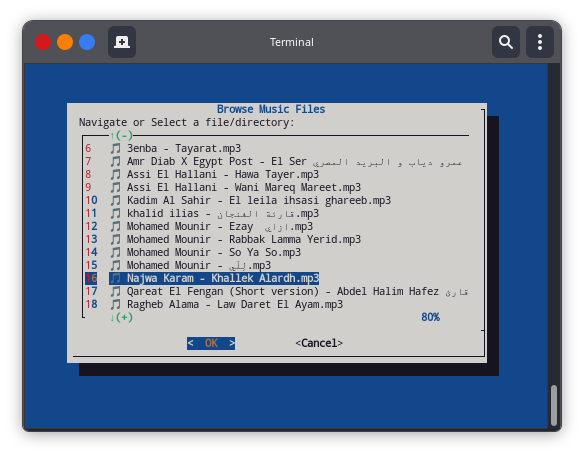 Terminal
Browse Music Files
Navigate or Select a file/directory:
↑(-)
6 🎵 3enba - Tayarat.mp3
7 🎵 Amr Diab X Egypt Post - El Ser عمرو دياب و البريد المصري
8 🎵 Assi El Hallani - Hawa Tayer.mp3
9 🎵 Assi El Hallani - Wani Mareq Mareet.mp3
10 🎵 Kadim Al Sahir - El leila ihsasi ghareeb.mp3
11 🎵 khalid ilias - قارئة الفنجان.mp3
12 🎵 Mohamed Mounir - Ezay ازاي.mp3
13 🎵 Mohamed Mounir - Rabbak Lamma Yerid.mp3
14 🎵 Mohamed Mounir - So Ya So.mp3
15 🎵 Mohamed Mounir - .mp3
16 🎵 Najwa Karam - Khallek Alardh.mp3
17 🎵 Qareat El Fengan (Short version) - Abdel Halim Hafez قارئ
18 🎵 Ragheb Alama - Law Daret El Ayam.mp3
↓(+) 80%
< OK > <Cancel>